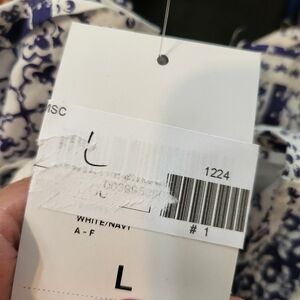 MSC
L
1224
# 1
WHITE/NAVY
A - F
L